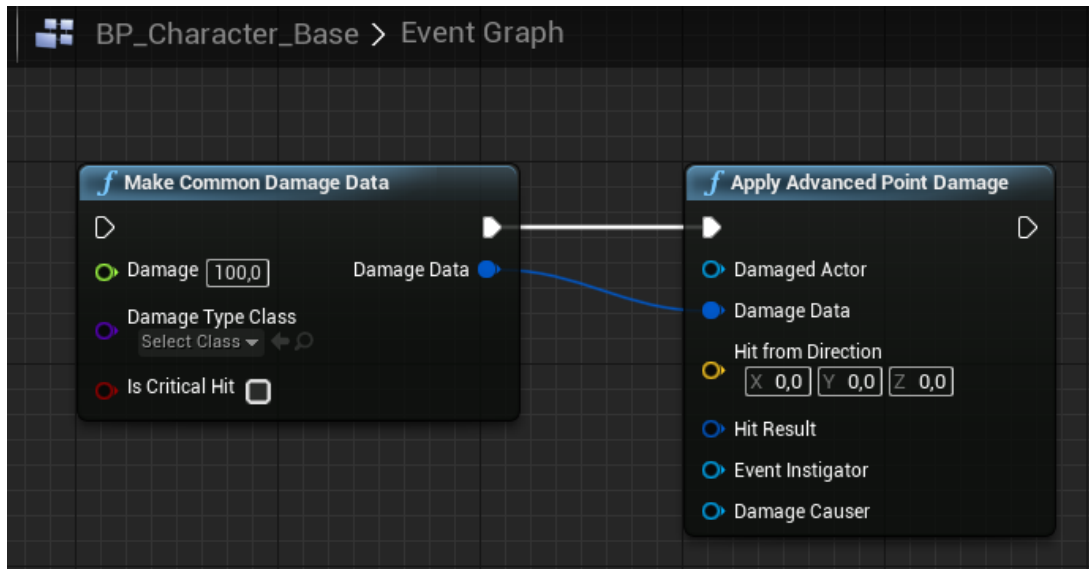 BP_Character_Base > Event Graph
f Make Common Damage Data
Damage 100,0
Damage Data
Damage Type Class
Select Class
Is Critical Hit
f Apply Advanced Point Damage
Damaged Actor
Damage Data
Hit from Direction
X 0,0 Y 0,0 Z 0,0
Hit Result
Event Instigator
Damage Causer